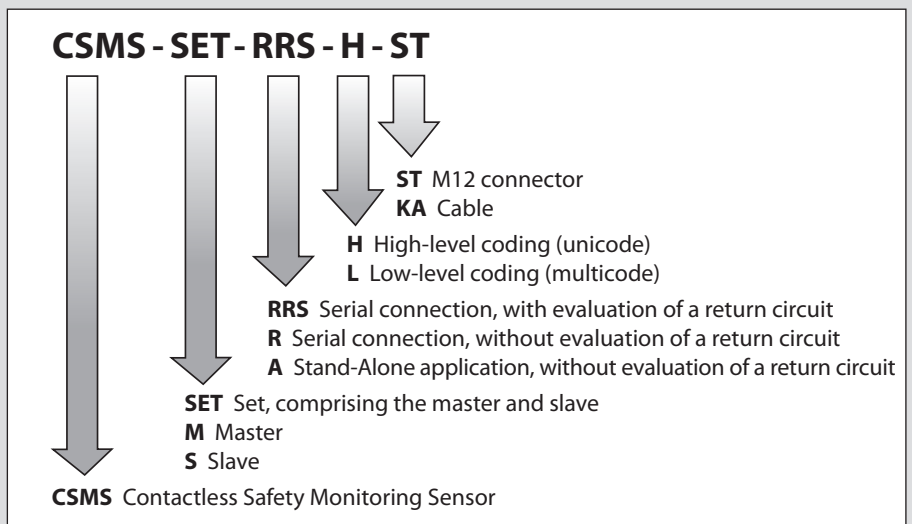 CSMS - SET - RRS - H - ST
ST M12 connector
KA Cable
H High-level coding (unicode)
L Low-level coding (multicode)
RRS Serial connection, with evaluation of a return circuit
R Serial connection, without evaluation of a return circuit
A Stand-Alone application, without evaluation of a return circuit
SET Set, comprising the master and slave
M Master
S Slave
CSMS Contactless Safety Monitoring Sensor